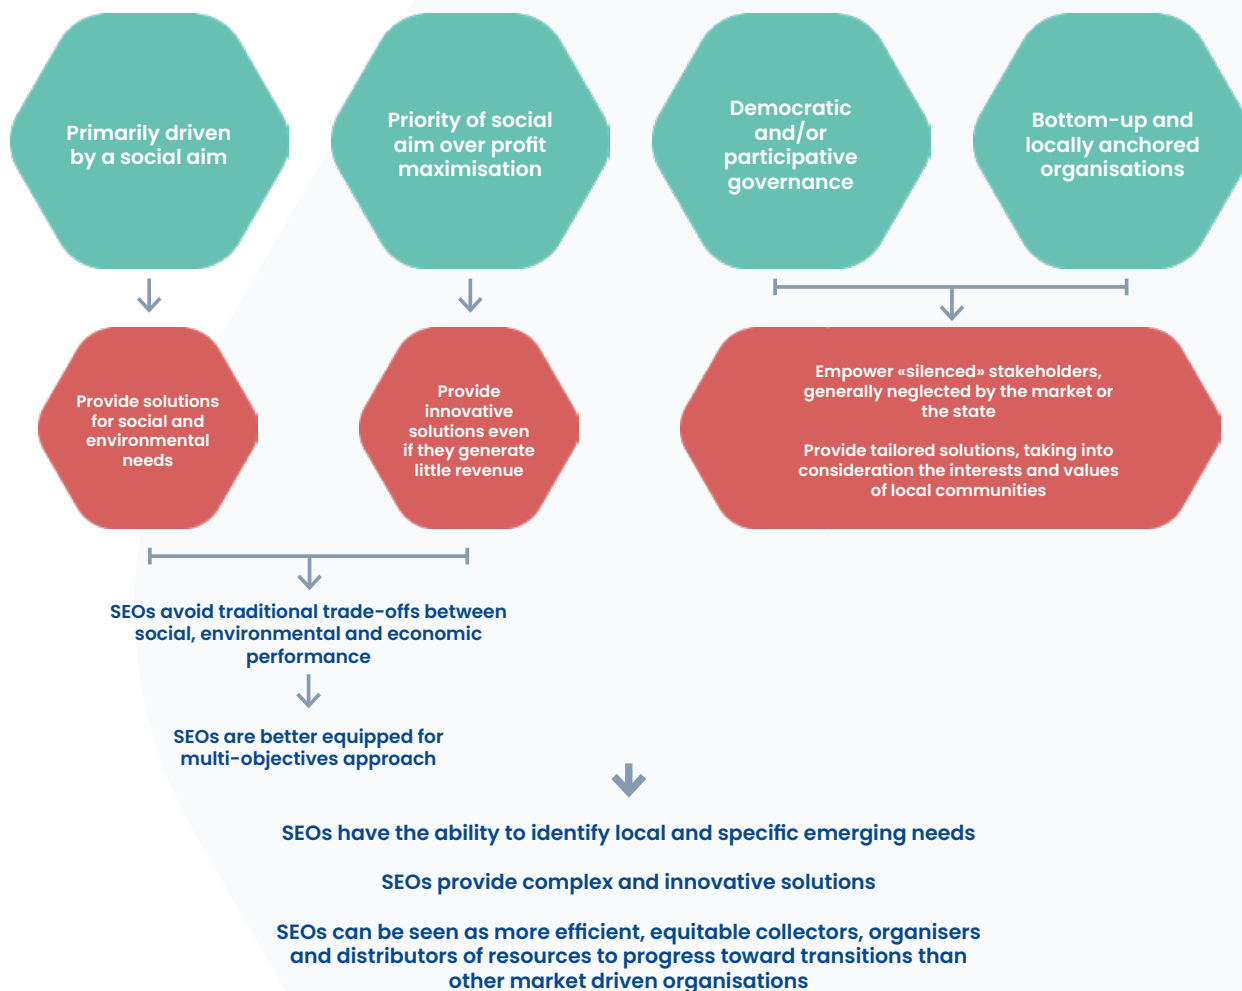 Primarily driven
by a social aim
Priority of social
aim over profit
maximisation
Democratic
and/or
participative
governance
Bottom-up and
locally anchored
organisations
Provide solutions
for social and
environmental
needs
Provide
innovative
solutions even
if they generate
little revenue
Empower «silenced» stakeholders,
generally neglected by the market or
the state
Provide tailored solutions, taking into
consideration the interests and values
of local communities
SEOs avoid traditional trade-offs between
social, environmental and economic
performance
SEOs are better equipped for
multi-objectives approach
SEOs have the ability to identify local and specific emerging needs
SEOs provide complex and innovative solutions
SEOs can be seen as more efficient, equitable collectors, organisers
and distributors of resources to progress toward transitions than
other market driven organisations